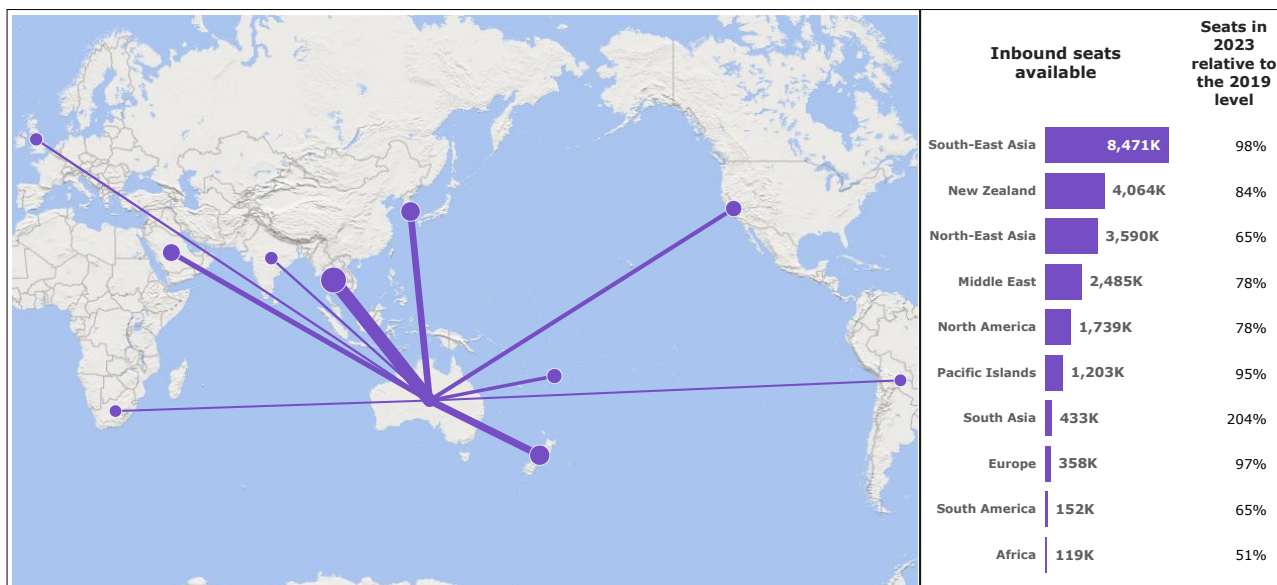 Inbound seats
available
Seats in
2023
relative to
the 2019
level
South-East Asia 8,471K 98%
New Zealand 4,064K 84%
North-East Asia 3,590K 65%
Middle East 2,485K 78%
North America 1,739K 78%
Pacific Islands 1,203K 95%
South Asia 433K 204%
Europe 358K 97%
South America 152K 65%
Africa 119K 51%